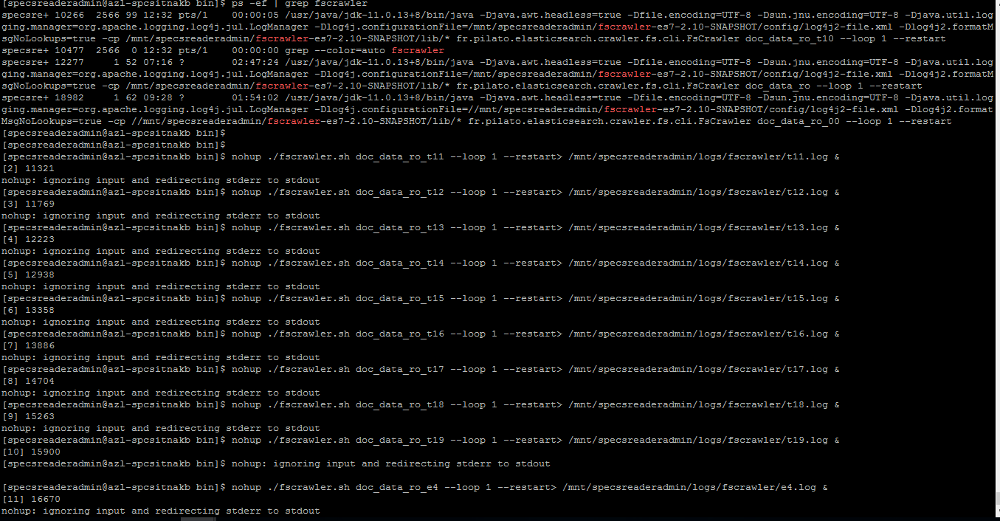 [specsreaderadmin@azl-spcsitnakb bin]$ ps -ef | grep fscrawler
specsre+ 10266  2566 99 12:32 pts/1    00:00:05 /usr/java/jdk-11.0.13+8/bin/java -Djava.awt.headless=true -Dfile.encoding=UTF-8 -Dsun.jnu.encoding=UTF-8 -Djava.util.log
ging.manager=org.apache.logging.log4j.jul.LogManager -Dlog4j.configurationFile=/mnt/specsreaderadmin/fscrawler-es7-2.10-SNAPSHOT/config/log4j2-file.xml -Dlog4j2.formatM
sgNoLookups=true -cp /mnt/specsreaderadmin/fscrawler-es7-2.10-SNAPSHOT/lib/* fr.pilato.elasticsearch.crawler.fs.cli.FsCrawler doc_data_ro_t10 --loop 1 --restart
specsre+ 10477  2566  0 12:32 pts/1    00:00:00 grep --color=auto fscrawler
specsre+ 12277     1 52 07:16 ?        02:47:24 /usr/java/jdk-11.0.13+8/bin/java -Djava.awt.headless=true -Dfile.encoding=UTF-8 -Dsun.jnu.encoding=UTF-8 -Djava.util.log
ging.manager=org.apache.logging.log4j.jul.LogManager -Dlog4j.configurationFile=/mnt/specsreaderadmin/fscrawler-es7-2.10-SNAPSHOT/config/log4j2-file.xml -Dlog4j2.formatM
sgNoLookups=true -cp /mnt/specsreaderadmin/fscrawler-es7-2.10-SNAPSHOT/lib/* fr.pilato.elasticsearch.crawler.fs.cli.FsCrawler doc_data_ro --loop 1 --restart
specsre+ 18982     1 62 09:28 ?        01:54:02 /usr/java/jdk-11.0.13+8/bin/java -Djava.awt.headless=true -Dfile.encoding=UTF-8 -Dsun.jnu.encoding=UTF-8 -Djava.util.log
ging.manager=org.apache.logging.log4j.jul.LogManager -Dlog4j.configurationFile=//mnt/specsreaderadmin/fscrawler-es7-2.10-SNAPSHOT/config/log4j2-file.xml -Dlog4j2.format
MsgNoLookups=true -cp //mnt/specsreaderadmin/fscrawler-es7-2.10-SNAPSHOT/lib/* fr.pilato.elasticsearch.crawler.fs.cli.FsCrawler doc_data_ro_00 --loop 1 --restart
[specsreaderadmin@azl-spcsitnakb bin]$
[specsreaderadmin@azl-spcsitnakb bin]$
[specsreaderadmin@azl-spcsitnakb bin]$ nohup ./fscrawler.sh doc_data_ro_t11 --loop 1 --restart> /mnt/specsreaderadmin/logs/fscrawler/t11.log &
[2] 11321
nohup: ignoring input and redirecting stderr to stdout
[specsreaderadmin@azl-spcsitnakb bin]$ nohup ./fscrawler.sh doc_data_ro_t12 --loop 1 --restart> /mnt/specsreaderadmin/logs/fscrawler/t12.log &
[3] 11769
nohup: ignoring input and redirecting stderr to stdout
[specsreaderadmin@azl-spcsitnakb bin]$ nohup ./fscrawler.sh doc_data_ro_t13 --loop 1 --restart> /mnt/specsreaderadmin/logs/fscrawler/t13.log &
[4] 12223
nohup: ignoring input and redirecting stderr to stdout
[specsreaderadmin@azl-spcsitnakb bin]$ nohup ./fscrawler.sh doc_data_ro_t14 --loop 1 --restart> /mnt/specsreaderadmin/logs/fscrawler/t14.log &
[5] 12938
nohup: ignoring input and redirecting stderr to stdout
[specsreaderadmin@azl-spcsitnakb bin]$ nohup ./fscrawler.sh doc_data_ro_t15 --loop 1 --restart> /mnt/specsreaderadmin/logs/fscrawler/t15.log &
[6] 13358
nohup: ignoring input and redirecting stderr to stdout
[specsreaderadmin@azl-spcsitnakb bin]$ nohup ./fscrawler.sh doc_data_ro_t16 --loop 1 --restart> /mnt/specsreaderadmin/logs/fscrawler/t16.log &
[7] 13886
nohup: ignoring input and redirecting stderr to stdout
[specsreaderadmin@azl-spcsitnakb bin]$ nohup ./fscrawler.sh doc_data_ro_t17 --loop 1 --restart> /mnt/specsreaderadmin/logs/fscrawler/t17.log &
[8] 14704
nohup: ignoring input and redirecting stderr to stdout
[specsreaderadmin@azl-spcsitnakb bin]$ nohup ./fscrawler.sh doc_data_ro_t18 --loop 1 --restart> /mnt/specsreaderadmin/logs/fscrawler/t18.log &
[9] 15263
nohup: ignoring input and redirecting stderr to stdout
[specsreaderadmin@azl-spcsitnakb bin]$ nohup ./fscrawler.sh doc_data_ro_t19 --loop 1 --restart> /mnt/specsreaderadmin/logs/fscrawler/t19.log &
[10] 15900
[specsreaderadmin@azl-spcsitnakb bin]$ nohup: ignoring input and redirecting stderr to stdout
[specsreaderadmin@azl-spcsitnakb bin]$ nohup ./fscrawler.sh doc_data_ro_e4 --loop 1 --restart> /mnt/specsreaderadmin/logs/fscrawler/e4.log &
[11] 16670
nohup: ignoring input and redirecting stderr to stdout